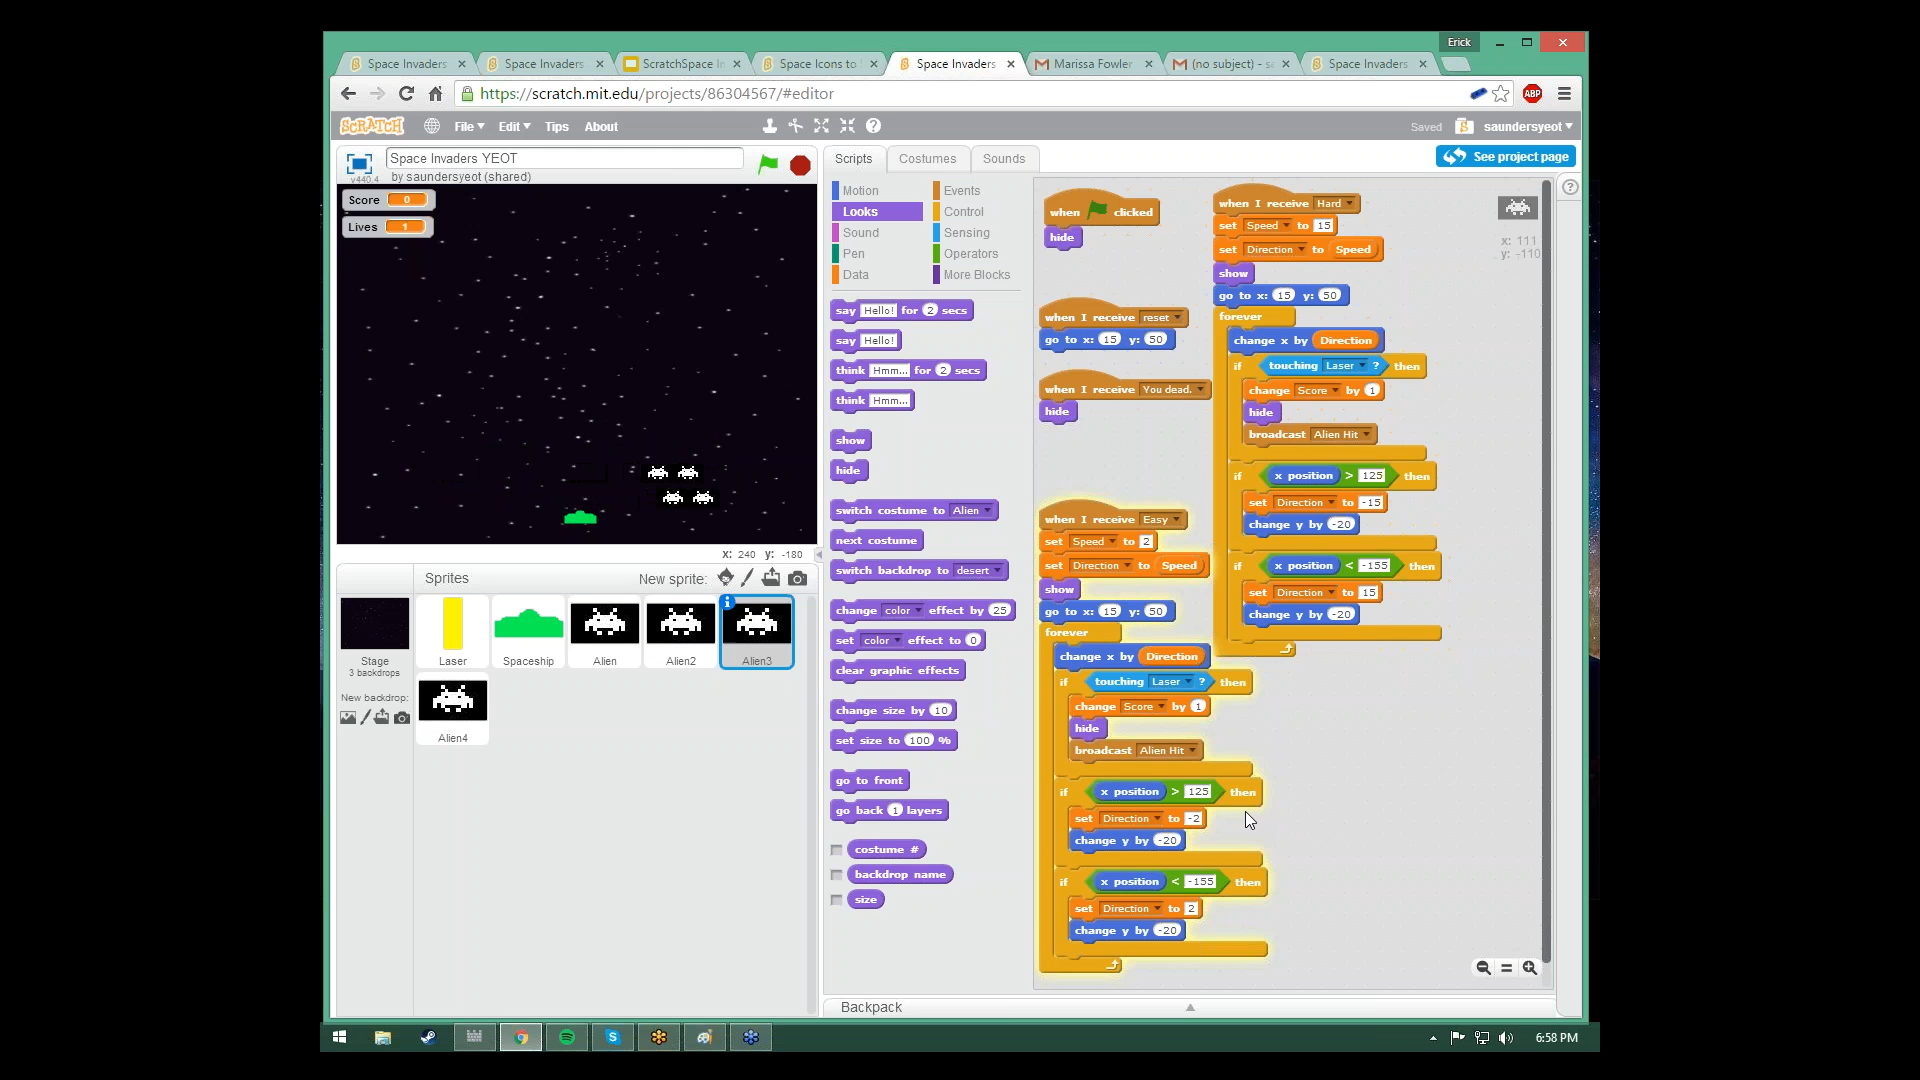 Erick
Space Invaders
Space Invaders
ScratchSpace In
Space Icons to
Space Invaders
Marissa Fowler
(no subject) - s
Space Invaders
https://scratch.mit.edu/projects/86304567/#editor
ABP
SCRATCH
File
Edit
Tips
About
Saved
saundersyeot
Space Invaders YEOT
by saundersyeot (shared)
v440.4
Score 0
Lives 1
x: 240 y: -180
Sprites
New sprite:
Stage
3 backdrops
New backdrop:
Laser
Spaceship
Alien
Alien2
Alien3
Alien4
Scripts
Costumes
Sounds
See project page
Motion
Looks
Sound
Pen
Data
Events
Control
Sensing
Operators
More Blocks
say Hello! for 2 secs
say Hello!
think Hmm... for 2 secs
think Hmm...
show
hide
switch costume to Alien
next costume
switch backdrop to desert
change color effect by 25
set color effect to 0
clear graphic effects
change size by 10
set size to 100 %
go to front
go back 1 layers
costume #
backdrop name
size
when clicked
hide
when I receive reset
go to x: 15 y: 50
when I receive You dead.
hide
when I receive Easy
set Speed to 2
set Direction to Speed
show
go to x: 15 y: 50
forever
change x by Direction
if touching Laser ? then
change Score by 1
hide
broadcast Alien Hit
if x position > 125 then
set Direction to -2
change y by -20
if x position < -155 then
set Direction to 2
change y by -20
when I receive Hard
set Speed to 15
set Direction to Speed
show
go to x: 15 y: 50
forever
change x by Direction
if touching Laser ? then
change Score by 1
hide
broadcast Alien Hit
if x position > 125 then
set Direction to -15
change y by -20
if x position < -155 then
set Direction to 15
change y by -20
x: 111
y: -110
Backpack
6:58 PM